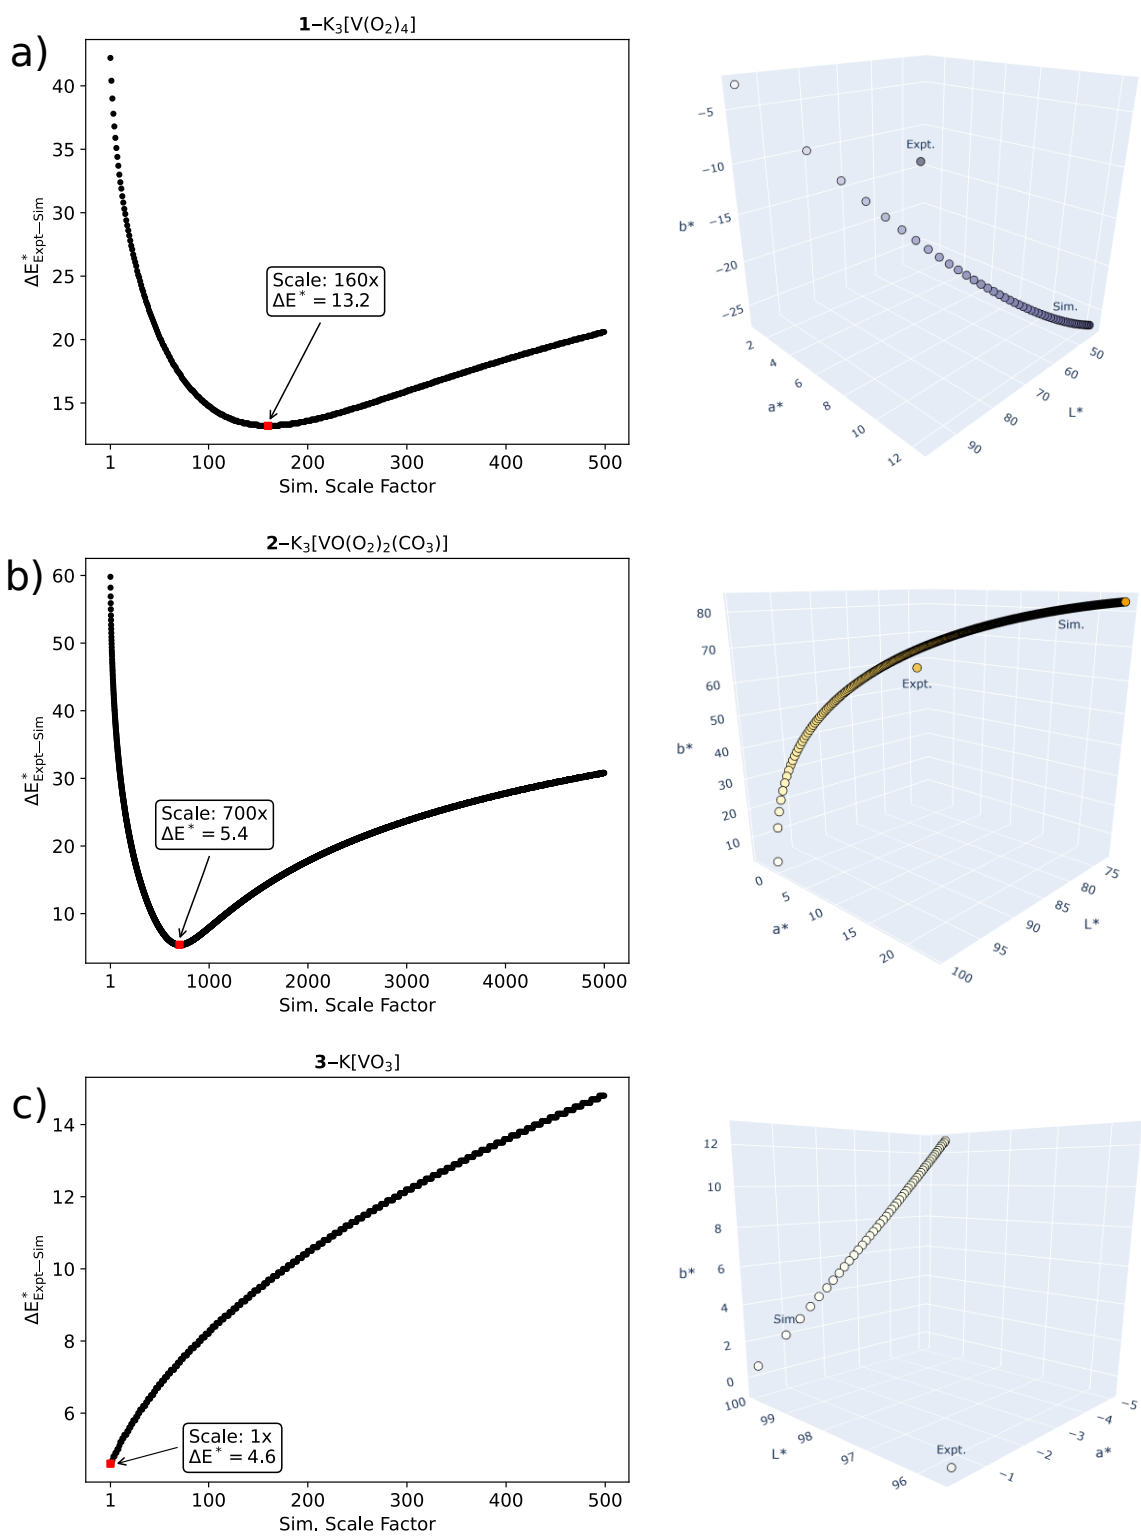 a)
1–K₃[V(O₂)₄]
40
35
30
25
20
15
ΔE*Expt—Sim
Scale: 160x
ΔE* = 13.2
1 100 200 300 400 500
Sim. Scale Factor
Expt.
Sim.
−5
−10
−15
−20
−25
b*
2
4
6
8
10
12
a*
50
60
70
80
90
L*
b)
2–K₃[VO(O₂)₂(CO₃)]
60
50
40
30
20
10
ΔE*Expt—Sim
Scale: 700x
ΔE* = 5.4
1 1000 2000 3000 4000 5000
Sim. Scale Factor
Sim.
Expt.
80
70
60
50
40
30
20
10
b*
0
5
10
15
20
a*
75
80
85
90
95
100
L*
c)
3–K[VO₃]
14
12
10
8
6
ΔE*Expt—Sim
Scale: 1x
ΔE* = 4.6
1 100 200 300 400 500
Sim. Scale Factor
Sim.
Expt.
12
10
8
6
4
2
0
b*
100
99
98
97
96
L*
−5
−4
−3
−2
−1
a*